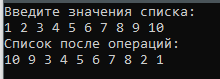 Введите значения списка:
1 2 3 4 5 6 7 8 9 10
Список после операций:
10 9 3 4 5 6 7 8 2 1